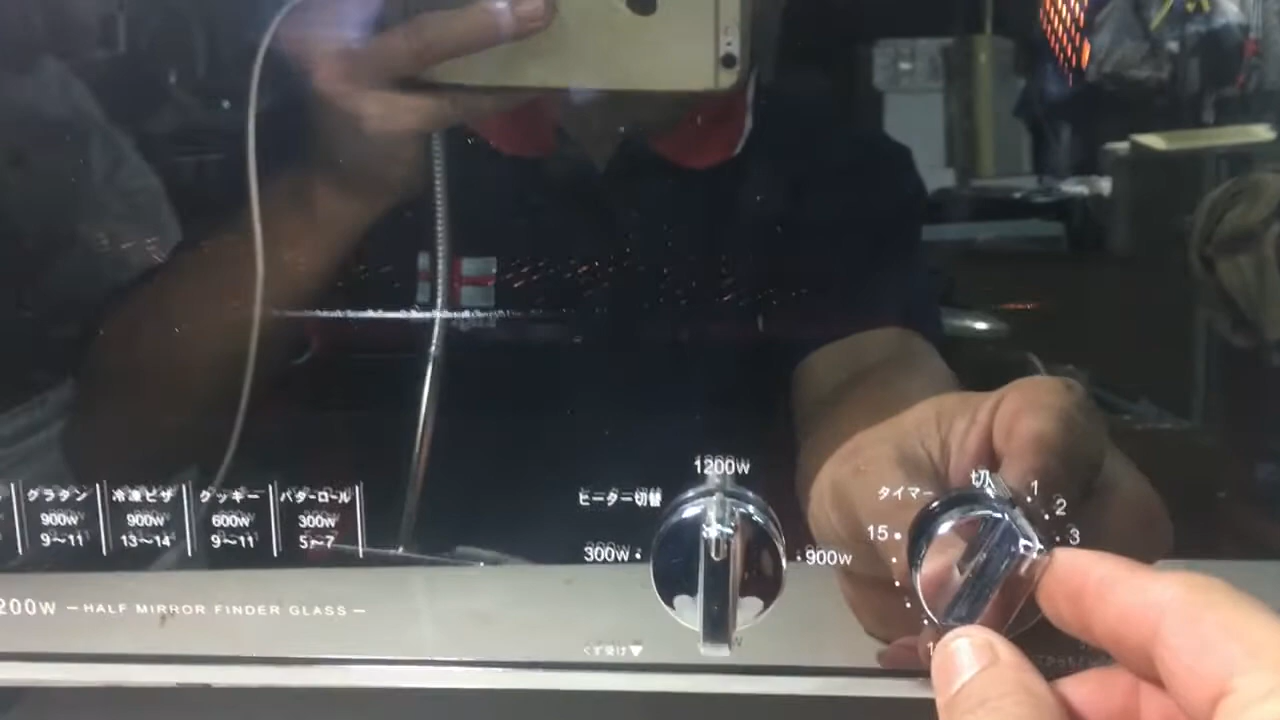 グラタン
900W
9〜11
冷凍ピザ
900W
13〜14
クッキー
600W
9〜11
バターロール
300W
5〜7
200W −HALF MIRROR FINDER GLASS−
ヒーター切替
1200W
300W
900W
くず受け▼
タイマー
切
1
2
3
15